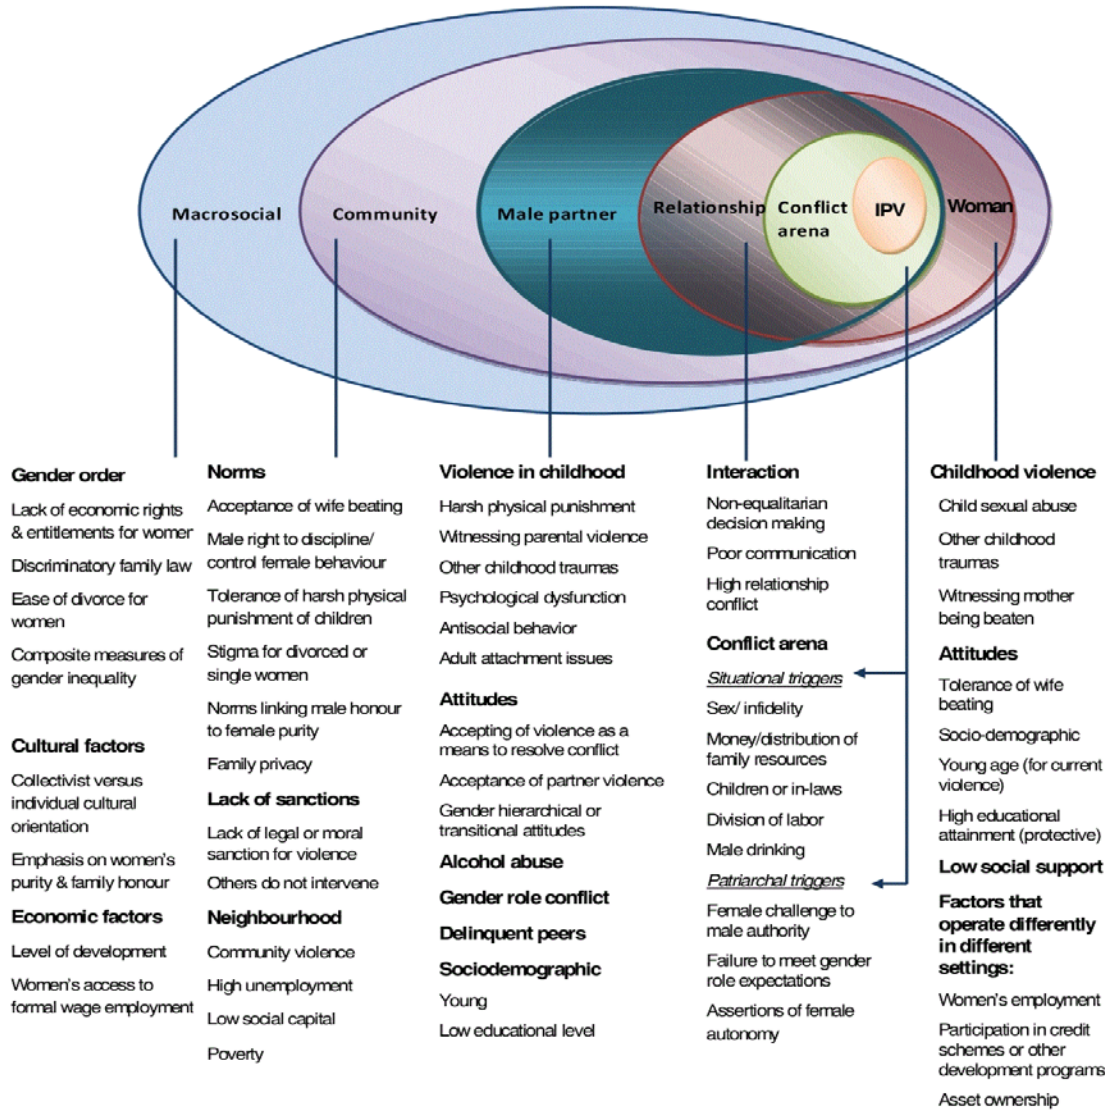 Macrosocial
Community
Male partner
Relationship
Conflict
arena
IPV
Woman
Gender order
Lack of economic rights
& entitlements for women
Discriminatory family law
Ease of divorce for
women
Composite measures of
gender inequality
Cultural factors
Collectivist versus
individual cultural
orientation
Emphasis on women's
purity & family honour
Economic factors
Level of development
Women's access to
formal wage employment
Norms
Acceptance of wife beating
Male right to discipline/
control female behaviour
Tolerance of harsh physical
punishment of children
Stigma for divorced or
single women
Norms linking male honour
to female purity
Family privacy
Lack of sanctions
Lack of legal or moral
sanction for violence
Others do not intervene
Neighbourhood
Community violence
High unemployment
Low social capital
Poverty
Violence in childhood
Harsh physical punishment
Witnessing parental violence
Other childhood traumas
Psychological dysfunction
Antisocial behavior
Adult attachment issues
Attitudes
Accepting of violence as a
means to resolve conflict
Acceptance of partner violence
Gender hierarchical or
transitional attitudes
Alcohol abuse
Gender role conflict
Delinquent peers
Sociodemographic
Young
Low educational level
Interaction
Non-equalitarian
decision making
Poor communication
High relationship
conflict
Conflict arena
Situational triggers
Sex/ infidelity
Money/distribution of
family resources
Children or in-laws
Division of labor
Male drinking
Patriarchal triggers
Female challenge to
male authority
Failure to meet gender
role expectations
Assertions of female
autonomy
Childhood violence
Child sexual abuse
Other childhood
traumas
Witnessing mother
being beaten
Attitudes
Tolerance of wife
beating
Socio-demographic
Young age (for current
violence)
High educational
attainment (protective)
Low social support
Factors that
operate differently
in different
settings:
Women's employment
Participation in credit
schemes or other
development programs
Asset ownership